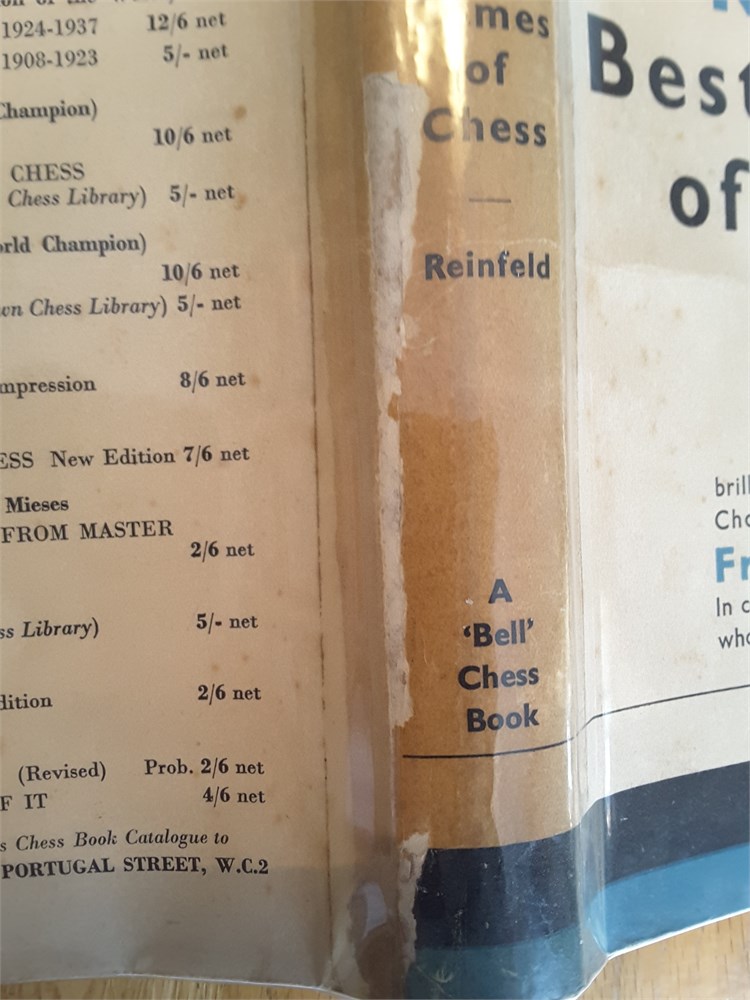 1924-1937 12/6 net
1908-1923 5/- net
Champion)
10/6 net
CHESS
Chess Library) 5/- net
rld Champion)
10/6 net
wn Chess Library) 5/- net
mpression 8/6 net
ESS New Edition 7/6 net
Mieses
FROM MASTER
2/6 net
ss Library) 5/- net
dition 2/6 net
(Revised) Prob. 2/6 net
F IT 4/6 net
s Chess Book Catalogue to
PORTUGAL STREET, W.C.2
mes
of
Chess
Reinfeld
A
‘Bell’
Chess
Book
Best
of
brill
Cho
Fr
In c
who